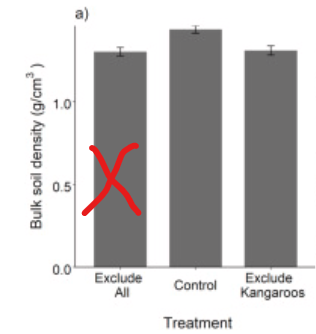 a)
Bulk soil density (g/cm³)
1.0
0.5
0.0
Exclude
All
Control
Exclude
Kangaroos
Treatment